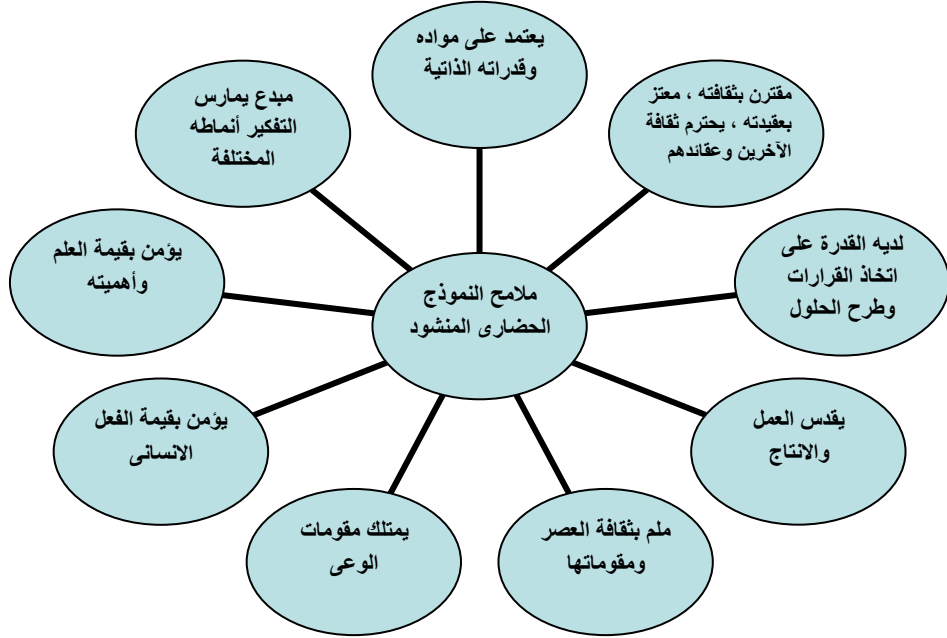 يعتمد على مواده
وقدراته الذاتية
مقترن بثقافته ، معتز
بعقيدته ، يحترم ثقافة
الآخرين وعقائدهم
مبدع يمارس
التفكير أنماطه
المختلفة
لديه القدرة على
اتخاذ القرارات
وطرح الحلول
يؤمن بقيمة العلم
وأهميته
ملامح النموذج
الحضارى المنشود
يقدس العمل
والانتاج
يؤمن بقيمة الفعل
الانسانى
ملم بثقافة العصر
ومقوماتها
يمتلك مقومات
الوعى